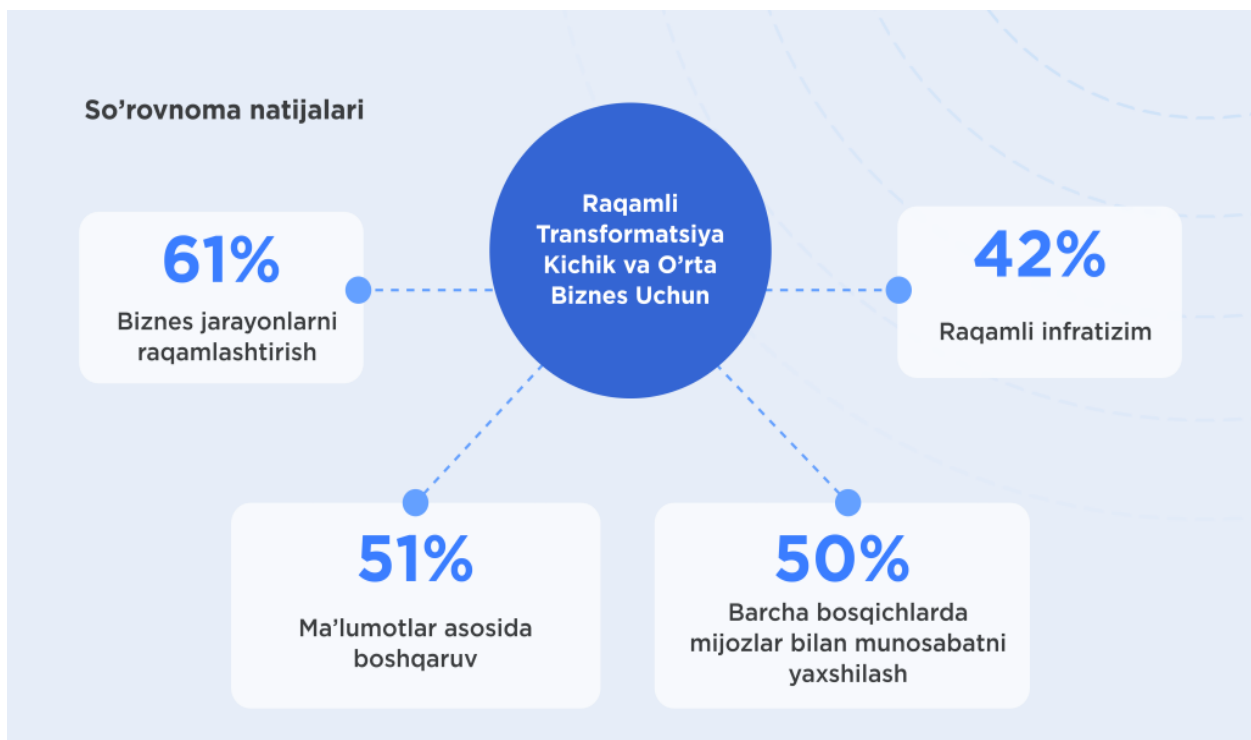 So’rovnoma natijalari
Raqamli
Transformatsiya
Kichik va O’rta
Biznes Uchun
61%
Biznes jarayonlarni
raqamlashtirish
42%
Raqamli infratizim
51%
Ma’lumotlar asosida
boshqaruv
50%
Barcha bosqichlarda
mijozlar bilan munosabatni
yaxshilash